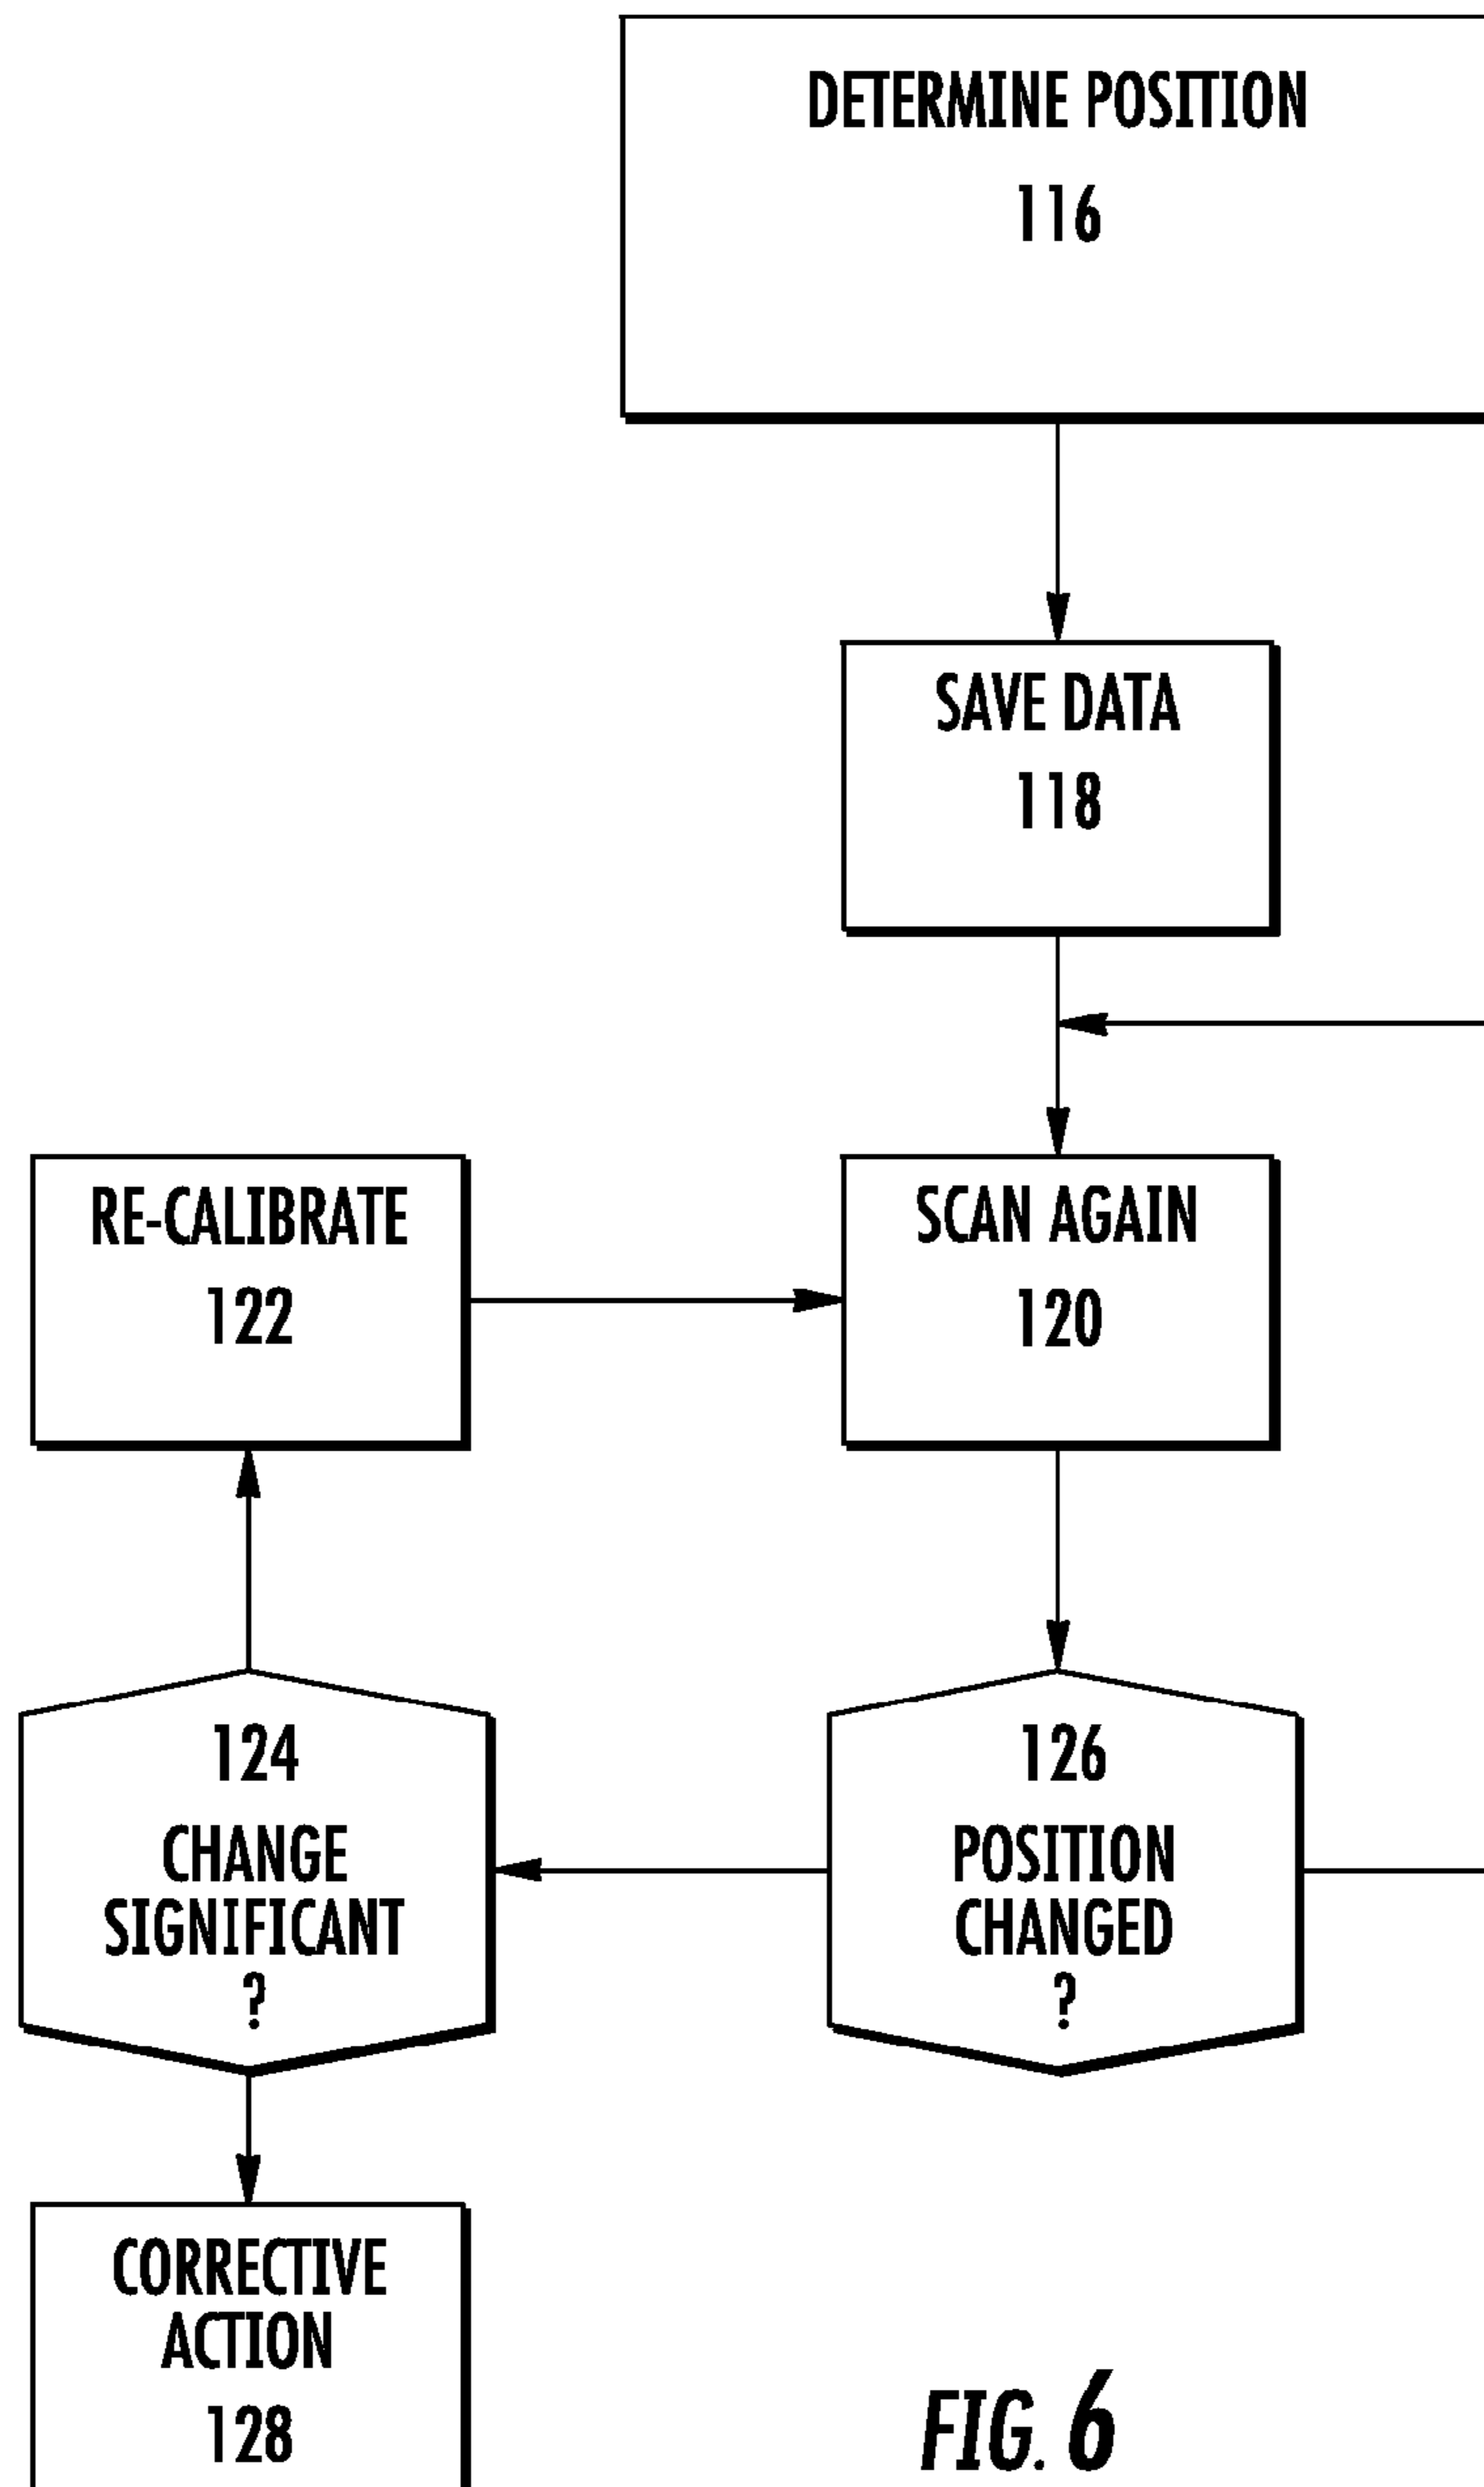 DETERMINE POSITION
116
SAVE DATA
118
RE-CALIBRATE
122
SCAN AGAIN
120
124
CHANGE
SIGNIFICANT
?
126
POSITION
CHANGED
?
CORRECTIVE
ACTION
128
FIG. 6